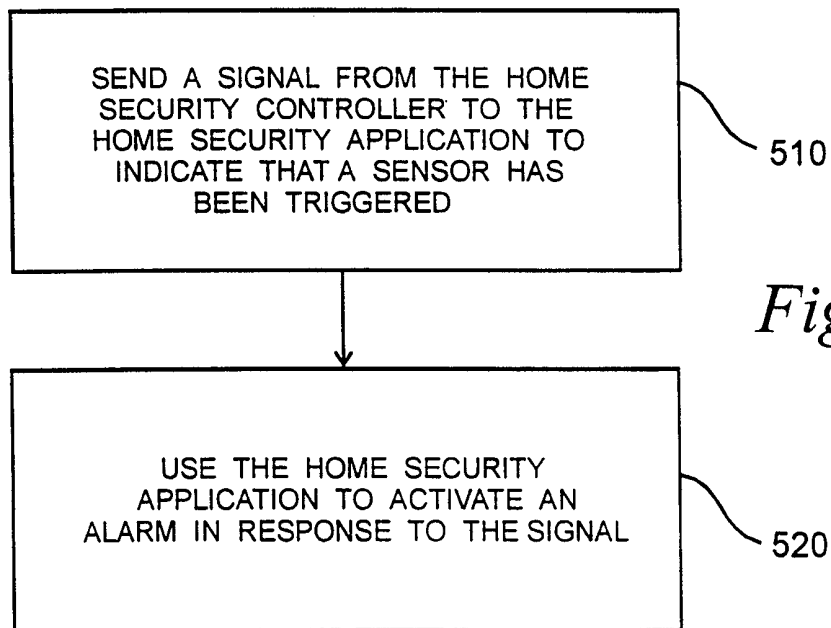 SEND A SIGNAL FROM THE HOME
SECURITY CONTROLLER TO THE
HOME SECURITY APPLICATION TO
INDICATE THAT A SENSOR HAS
BEEN TRIGGERED
510
Fig
USE THE HOME SECURITY
APPLICATION TO ACTIVATE AN
ALARM IN RESPONSE TO THE SIGNAL
520